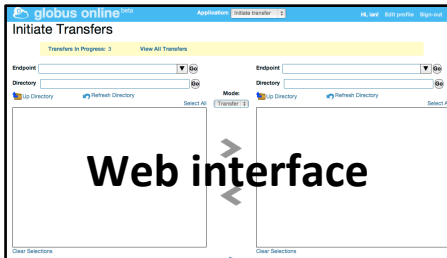 globus online beta Application: Initiate transfer Hi, ian! Edit profile Sign-out
Initiate Transfers
Transfers In Progress: 3 View All Transfers
Endpoint Go Endpoint Go
Directory Go Directory Go
Up Directory Refresh Directory Mode: Up Directory Refresh Directory
Select All Transfer Select A
Web interface
Clear Selections Clear Selections